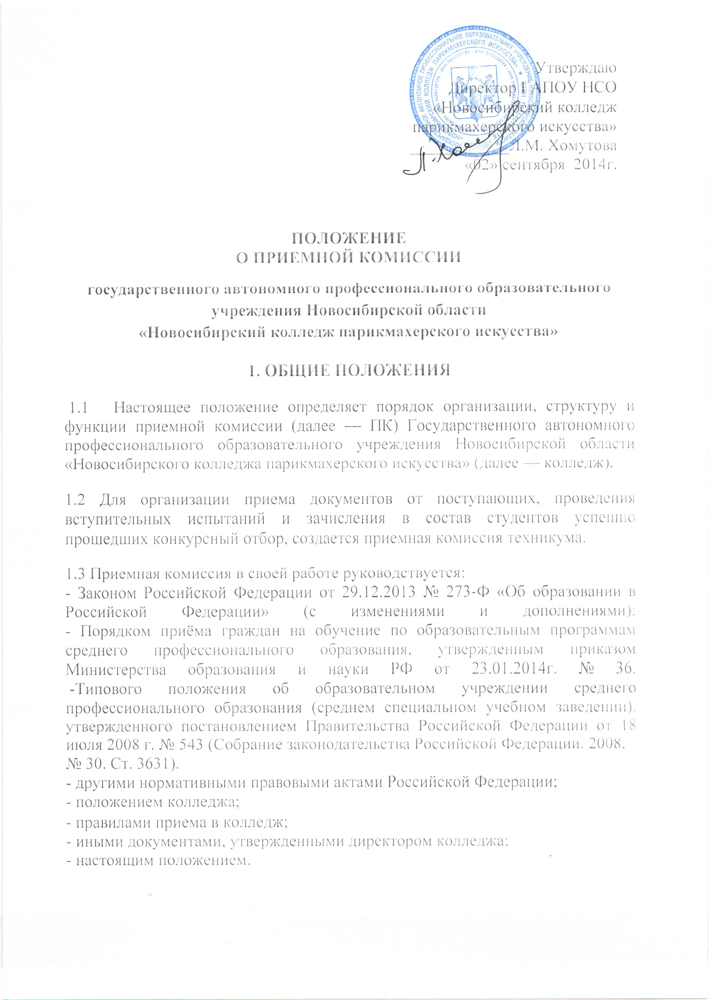 Утверждаю
Директор ГАПОУ НСО
«Новосибирский колледж
парикмахерского искусства»
Л.М. Хомутова
«02» сентября 2014г.
ПОЛОЖЕНИЕ
О ПРИЕМНОЙ КОМИССИИ
государственного автономного профессионального образовательного
учреждения Новосибирской области
«Новосибирский колледж парикмахерского искусства»
1. ОБЩИЕ ПОЛОЖЕНИЯ
1.1 Настоящее положение определяет порядок организации, структуру и
функции приемной комиссии (далее — ПК) Государственного автономного
профессионального образовательного учреждения Новосибирской области
«Новосибирского колледжа парикмахерского искусства» (далее — колледж).
1.2 Для организации приема документов от поступающих, проведения
вступительных испытаний и зачисления в состав студентов успешно
прошедших конкурсный отбор, создается приемная комиссия техникума.
1.3 Приемная комиссия в своей работе руководствуется:
- Законом Российской Федерации от 29.12.2013 № 273-Ф «Об образовании в
Российской Федерации» (с изменениями и дополнениями);
- Порядком приёма граждан на обучение по образовательным программам
среднего профессионального образования, утвержденным приказом
Министерства образования и науки РФ от 23.01.2014г. № 36.
-Типового положения об образовательном учреждении среднего
профессионального образования (среднем специальном учебном заведении),
утвержденного постановлением Правительства Российской Федерации от 18
июля 2008 г. № 543 (Собрание законодательства Российской Федерации. 2008.
№ 30. Ст. 3631).
- другими нормативными правовыми актами Российской Федерации;
- положением колледжа;
- правилами приема в колледж;
- иными документами, утвержденными директором колледжа;
- настоящим положением.